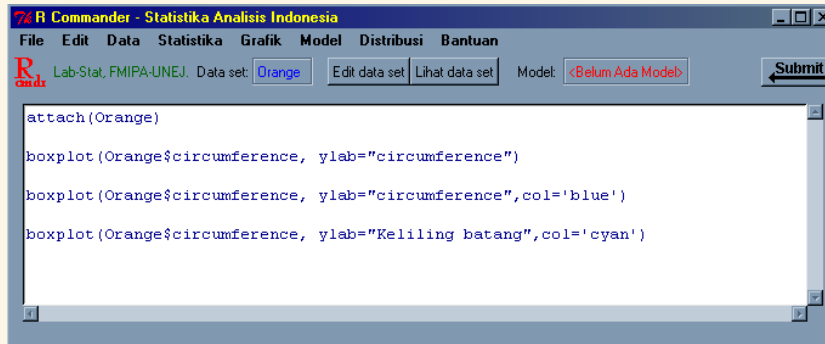 R Commander - Statistika Analisis Indonesia
File Edit Data Statistika Grafik Model Distribusi Bantuan
R cmdr Lab-Stat, FMIPA-UNEJ. Data set: Orange Edit data set Lihat data set Model: <Belum Ada Model> Submit
attach(Orange)
boxplot(Orange$circumference, ylab="circumference")
boxplot(Orange$circumference, ylab="circumference",col='blue')
boxplot(Orange$circumference, ylab="Keliling batang",col='cyan')